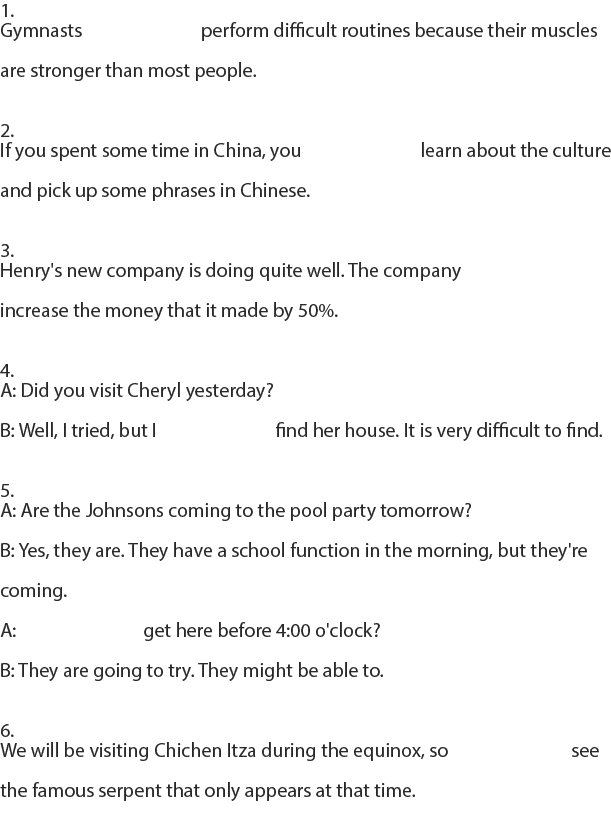 1.
Gymnasts perform difficult routines because their muscles
are stronger than most people.
2.
If you spent some time in China, you learn about the culture
and pick up some phrases in Chinese.
3.
Henry's new company is doing quite well. The company
increase the money that it made by 50%.
4.
A: Did you visit Cheryl yesterday?
B: Well, I tried, but I find her house. It is very difficult to find.
5.
A: Are the Johnsons coming to the pool party tomorrow?
B: Yes, they are. They have a school function in the morning, but they're
coming.
A: get here before 4:00 o'clock?
B: They are going to try. They might be able to.
6.
We will be visiting Chichen Itza during the equinox, so see
the famous serpent that only appears at that time.